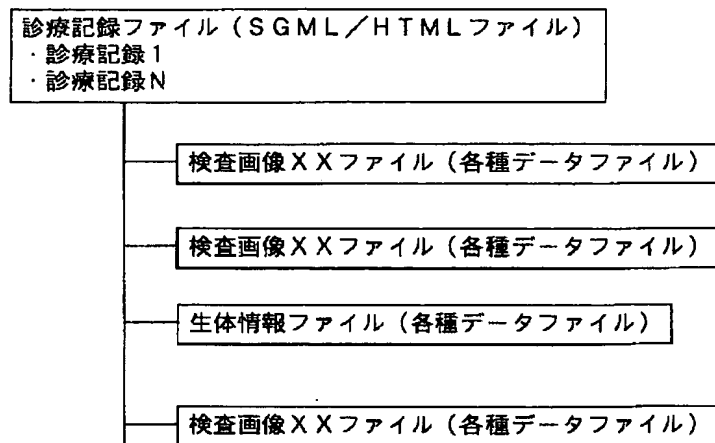 診療記録ファイル（ＳＧＭＬ／ＨＴＭＬファイル）
・診療記録１
・診療記録Ｎ
検査画像ＸＸファイル（各種データファイル）
検査画像ＸＸファイル（各種データファイル）
生体情報ファイル（各種データファイル）
検査画像ＸＸファイル（各種データファイル）